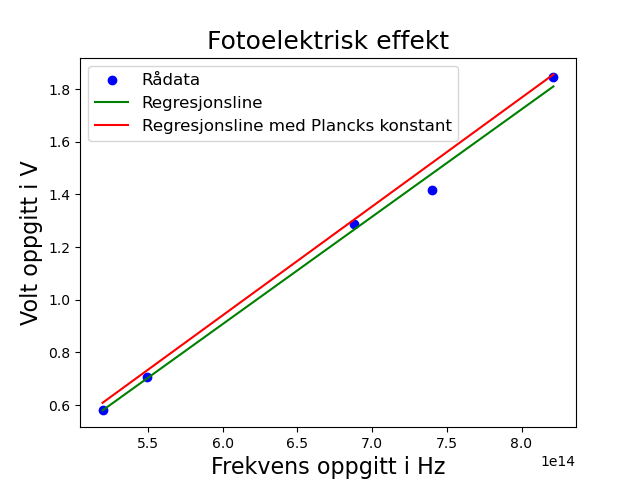 Fotoelektrisk effekt
Rådata
Regresjonsline
Regresjonsline med Plancks konstant
Volt oppgitt i V
1.8
1.6
1.4
1.2
1.0
0.8
0.6
5.5 6.0 6.5 7.0 7.5 8.0
1e14
Frekvens oppgitt i Hz